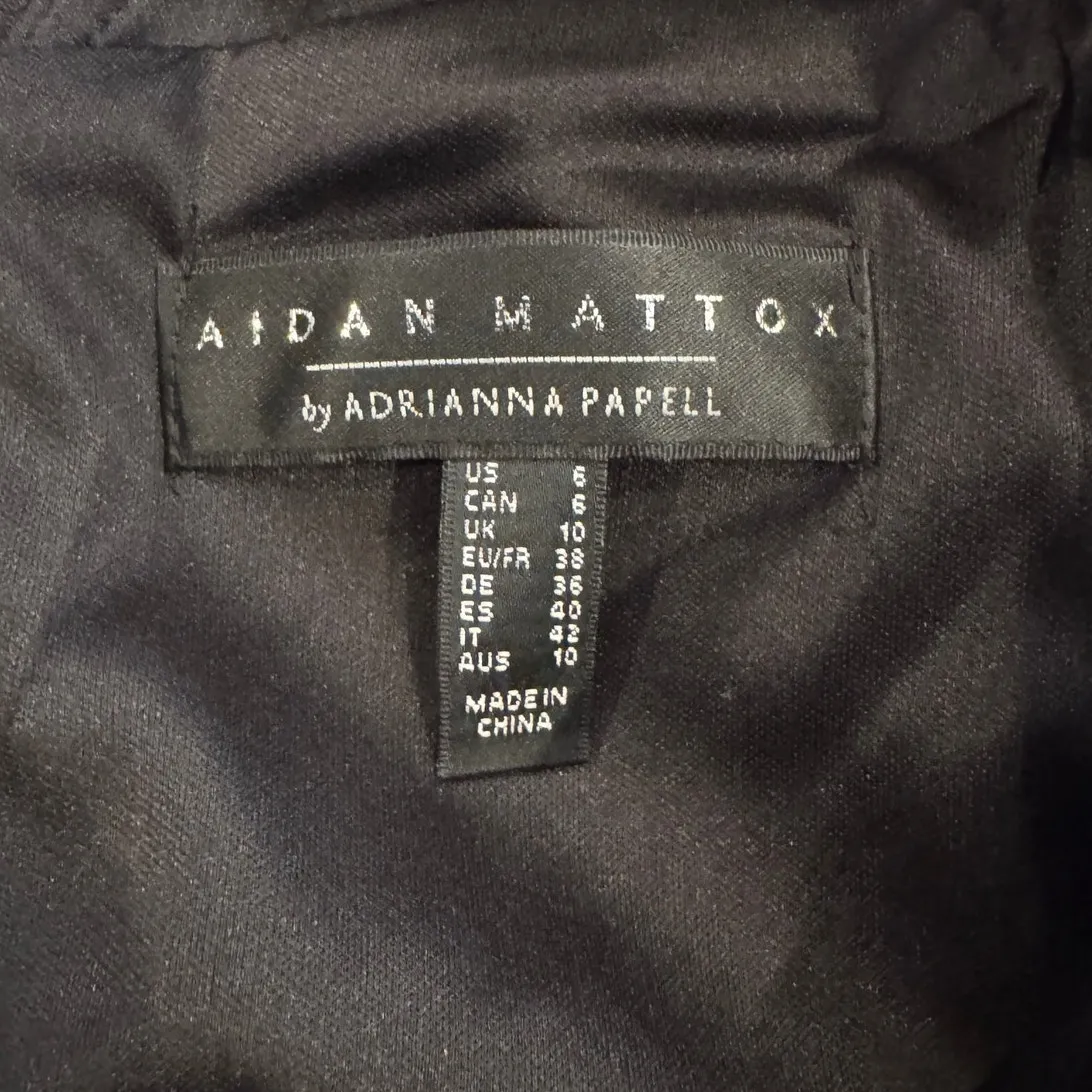 AIDAN MATTOX
by ADRIANNA PAPELL
US 6
CAN 6
UK 10
EU/FR 38
DE 36
ES 40
IT 42
AUS 10
MADE IN
CHINA